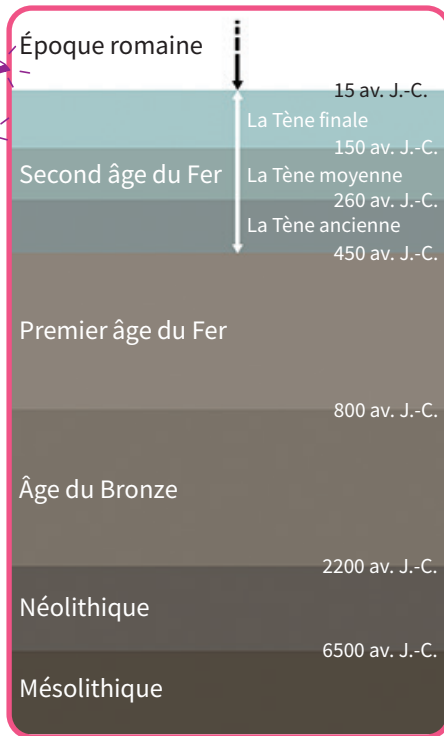 Époque romaine
15 av. J.-C.
La Tène finale
150 av. J.-C.
Second âge du Fer
La Tène moyenne
260 av. J.-C.
La Tène ancienne
450 av. J.-C.
Premier âge du Fer
800 av. J.-C.
Âge du Bronze
2200 av. J.-C.
Néolithique
6500 av. J.-C.
Mésolithique